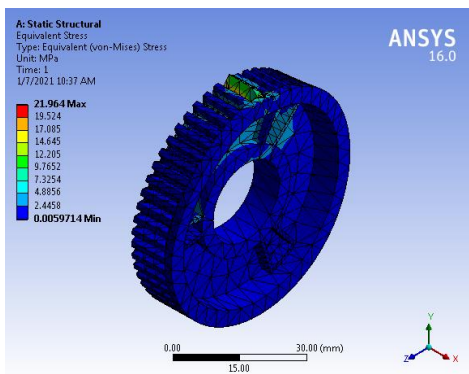 A: Static Structural
Equivalent Stress
Type: Equivalent (von-Mises) Stress
Unit: MPa
Time: 1
1/7/2021 10:37 AM
21.964 Max
19.524
17.085
14.645
12.205
9.7652
7.3254
4.8856
2.4458
0.0059714 Min
ANSYS
16.0
0.00
30.00 (mm)
15.00
Y
Z
X